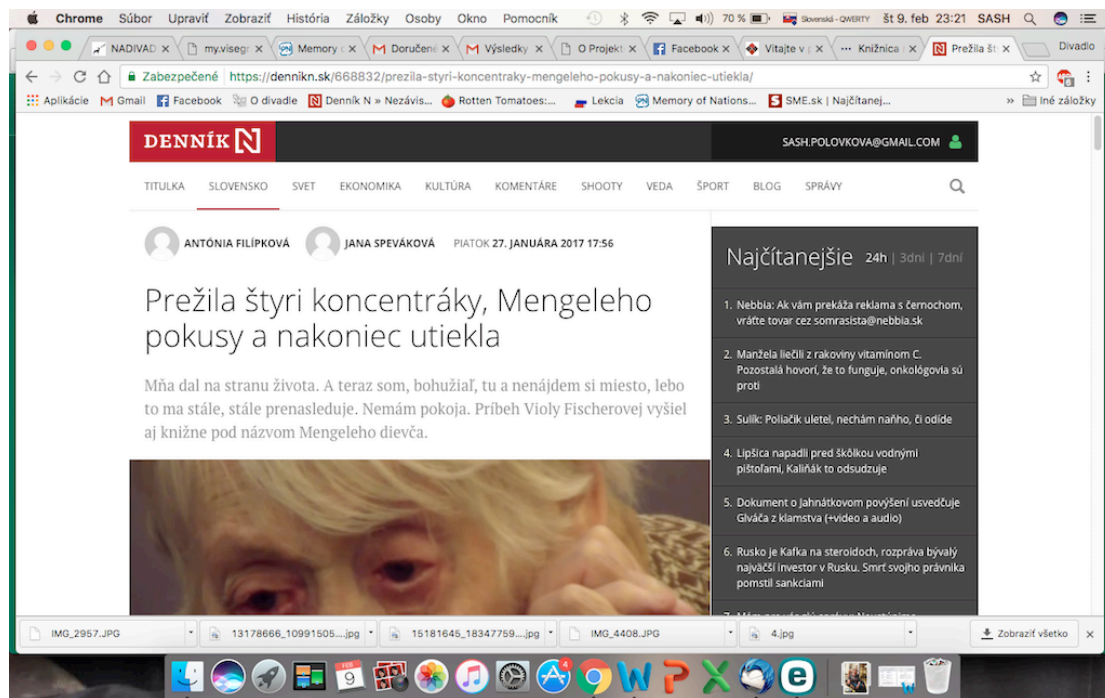 Chrome Súbor Upraviť Zobraziť História Záložky Osoby Okno Pomocník 70 % Slovenská - QWERTY št 9. feb 23:21 SASH
NADIVAD my.visegr Memory Doručené Výsledky O Projekt Facebook Vitajte v Knižnica Prežila št Divadlo
Zabezpečené https://dennikn.sk/668832/prezila-styri-koncentraky-mengeleho-pokusy-a-nakoniec-utiekla/
Aplikácie Gmail Facebook O divadle Denník N » Nezávis... Rotten Tomatoes:... Lekcia Memory of Nations... SME.sk | Najčítanej... » Iné záložky
DENNÍK N
SASH.POLOVKOVA@GMAIL.COM
TITULKA SLOVENSKO SVET EKONOMIKA KULTÚRA KOMENTÁRE SHOOTY VEDA ŠPORT BLOG SPRÁVY
ANTÓNIA FILÍPKOVÁ JANA SPEVÁKOVÁ PIATOK 27. JANUÁRA 2017 17:56
Prežila štyri koncentráky, Mengeleho
pokusy a nakoniec utiekla
Mňa dal na stranu života. A teraz som, bohužiaľ, tu a nenájdem si miesto, lebo
to ma stále, stále prenasleduje. Nemám pokoja. Príbeh Violy Fischerovej vyšiel
aj knižne pod názvom Mengeleho dievča.
Najčítanejšie 24h | 3dni | 7dní
1. Nebbia: Ak vám prekáža reklama s černochom,
vráťte tovar cez somrasista@nebbia.sk
2. Manžela liečili z rakoviny vitamínom C.
Pozostalá hovorí, že to funguje, onkológovia sú
proti
3. Sulík: Poliačik uletel, nechám naňho, či odíde
4. Lipšica napadli pred škôlkou vodnými
pištoľami, Kaliňák to odsudzuje
5. Dokument o Jahnátkovom povýšení usvedčuje
Glváča z klamstva (+video a audio)
6. Rusko je Kafka na steroidoch, rozpráva bývalý
najväčší investor v Rusku. Smrť svojho právnika
pomstil sankciami
IMG_2957.JPG 13178666_10991505....jpg 15181645_18347759....jpg IMG_4408.JPG 4.jpg Zobraziť všetko
FEB
9
4